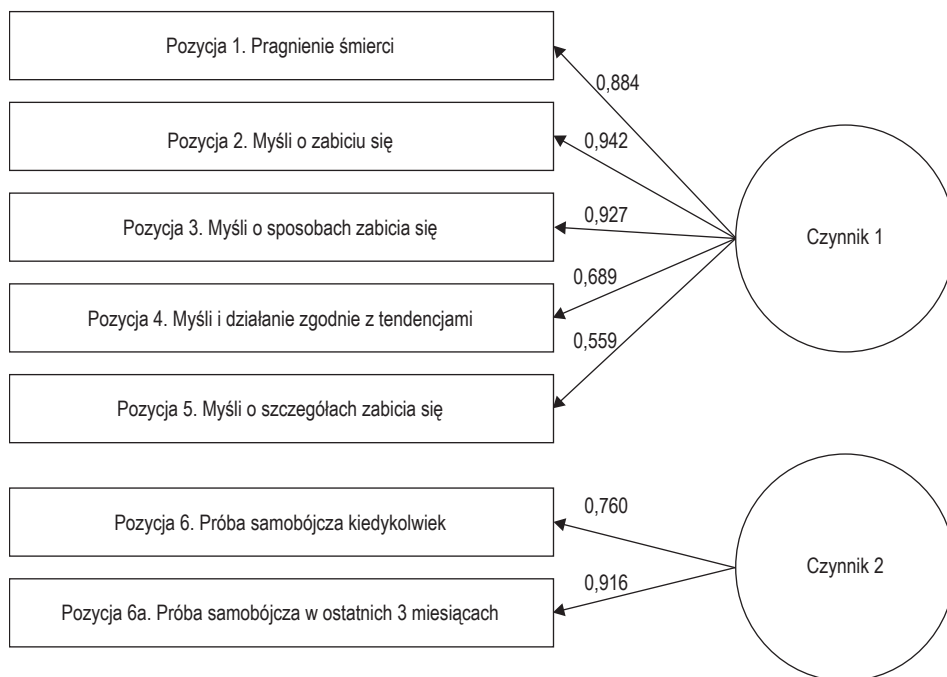 Pozycja 1. Pragnienie śmierci
0,884
Pozycja 2. Myśli o zabiciu się
0,942
Pozycja 3. Myśli o sposobach zabicia się
0,927
Czynnik 1
0,689
Pozycja 4. Myśli i działanie zgodnie z tendencjami
0,559
Pozycja 5. Myśli o szczegółach zabicia się
0,760
Pozycja 6. Próba samobójcza kiedykolwiek
Czynnik 2
0,916
Pozycja 6a. Próba samobójcza w ostatnich 3 miesiącach